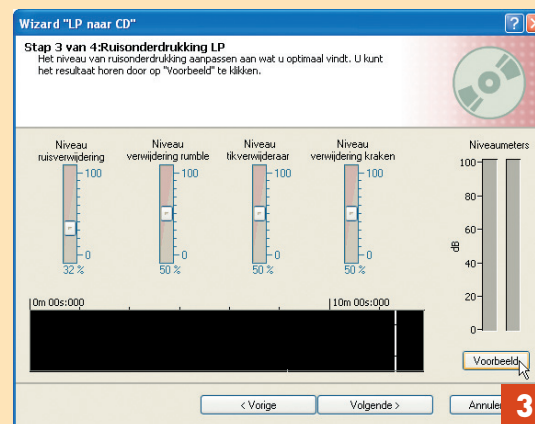 Wizard "LP naar CD"
Stap 3 van 4:Ruisonderdrukking LP
Het niveau van ruisonderdrukking aanpassen aan wat u optimaal vindt. U kunt
het resultaat horen door op "Voorbeeld" te klikken.
Niveau ruisverwijdering
Niveau verwijdering rumble
Niveau tikverwijderaar
Niveau verwijdering kraken
Niveaumeters
100
0
32 %
100
0
50 %
100
0
50 %
100
0
50 %
100
80
60
dB
40
20
0
0m 00s:000
10m 00s:000
Voorbeeld
< Vorige
Volgende >
3